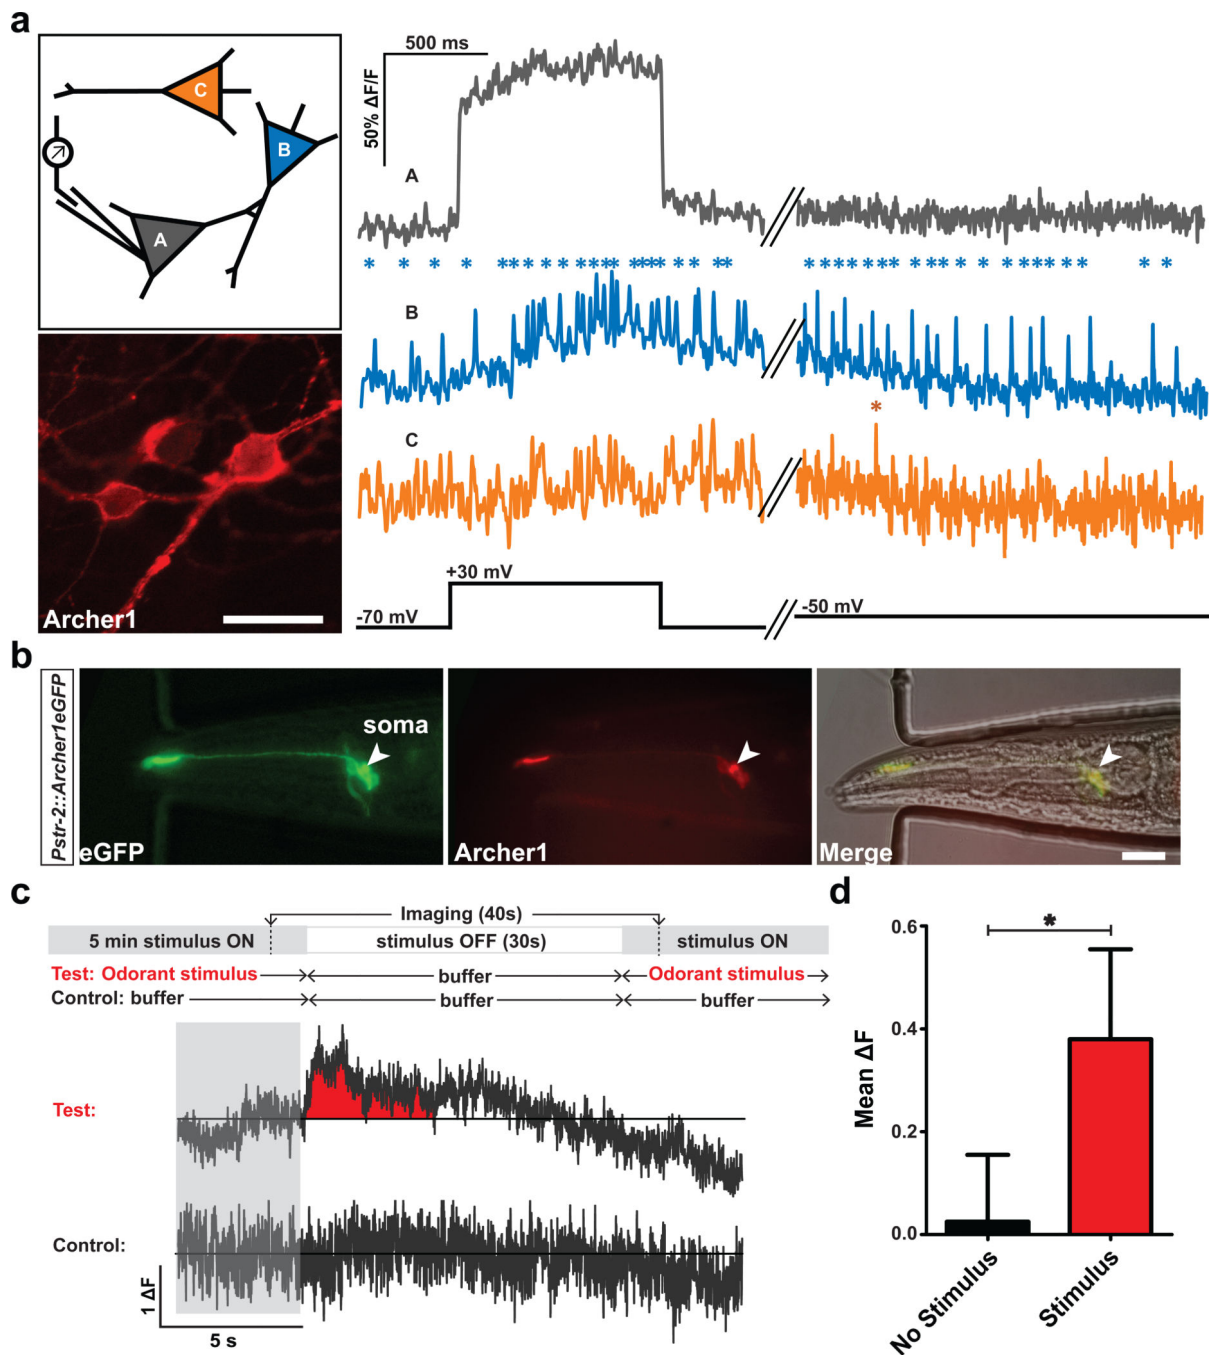 a
C
B
A
Archer1
500 ms
50% ΔF/F
A
* * * * * * * * * * * * * * * * * * * * * * * * * * * * * * * * * * * * * * * *
B
*
C
+30 mV
-70 mV
-50 mV
b
Pstr-2::Archer1eGFP
soma
eGFP
Archer1
Merge
c
Imaging (40s)
5 min stimulus ON
stimulus OFF (30s)
stimulus ON
Test: Odorant stimulus
buffer
Odorant stimulus
Control: buffer
buffer
buffer
Test:
Control:
1 ΔF
5 s
d
*
Mean ΔF
0.6
0.4
0.2
0.0
No Stimulus
Stimulus